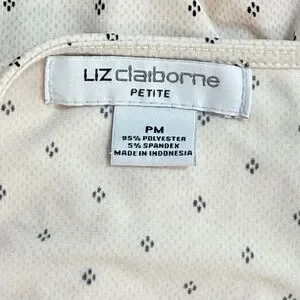 LIZ claiborne
PETITE
PM
95% POLYESTER
5% SPANDEX
MADE IN INDONESIA